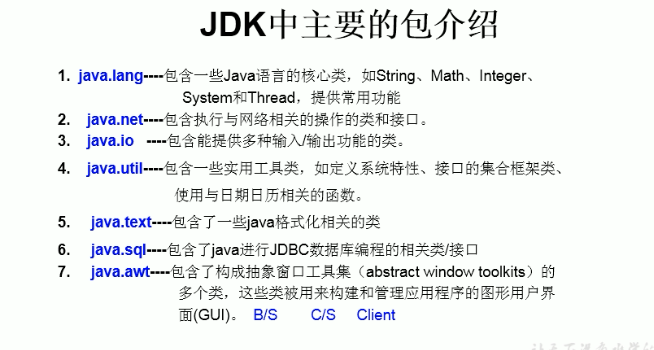 JDK中主要的包介绍
1. java.lang----包含一些Java语言的核心类，如String、Math、Integer、
System和Thread，提供常用功能
2. java.net----包含执行与网络相关的操作的类和接口。
3. java.io ----包含能提供多种输入/输出功能的类。
4. java.util----包含一些实用工具类，如定义系统特性、接口的集合框架类、
使用与日期日历相关的函数。
5. java.text----包含了一些java格式化相关的类
6. java.sql----包含了java进行JDBC数据库编程的相关类/接口
7. java.awt----包含了构成抽象窗口工具集（abstract window toolkits）的
多个类，这些类被用来构建和管理应用程序的图形用户界
面(GUI)。 B/S C/S Client